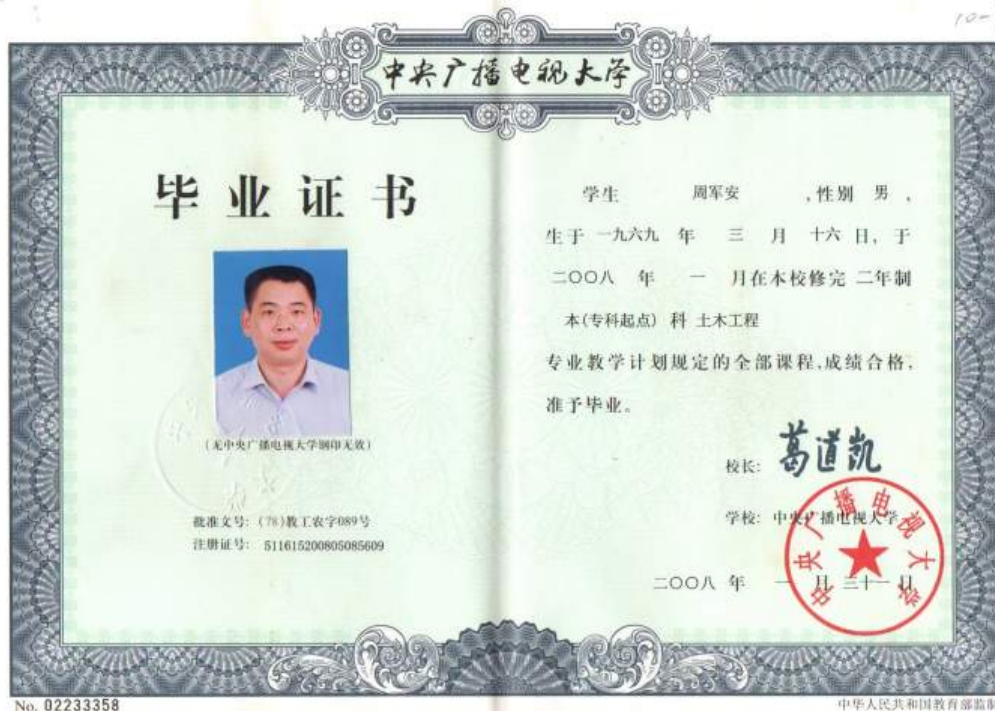 10-
中央广播电视大学
毕业证书
(无中央广播电视大学钢印无效)
批准文号: (78)教工农字089号
注册证号: 511615200805085609
学生 周军安 ,性别 男 ,
生于 一九六九 年 三 月 十六 日, 于
二〇〇八 年 一 月在本校修完 二年制
本(专科起点) 科 土木工程
专业教学计划规定的全部课程,成绩合格,
准予毕业。
校长: 葛道凯
学校: 中央广播电视大学
二〇〇八 年 一 月 三十一 日
中央广播电视大学
No. 02233358
中华人民共和国教育部监制